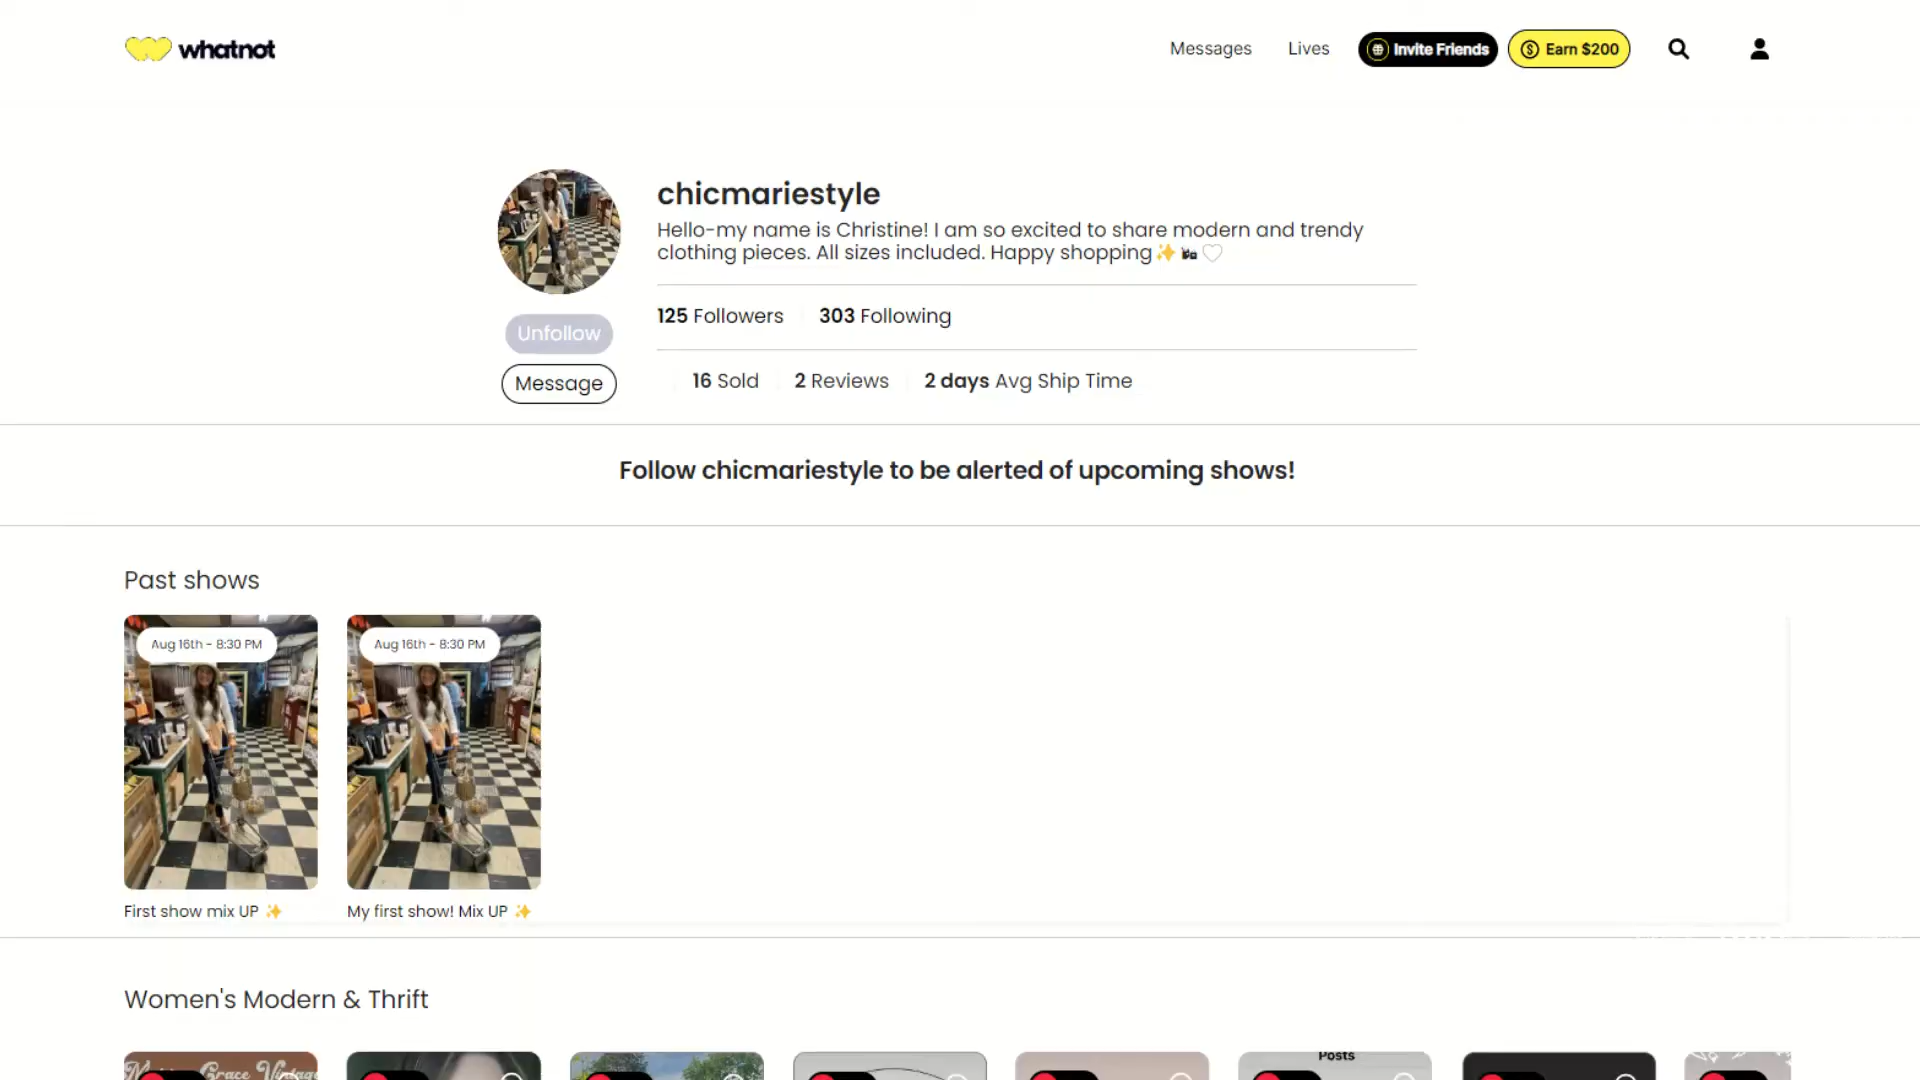 whatnot
Messages
Lives
Invite Friends
Earn $200
chicmariestyle
Hello-my name is Christine! I am so excited to share modern and trendy
clothing pieces. All sizes included. Happy shopping✨🛍🤍
125 Followers
303 Following
Unfollow
Message
16 Sold
2 Reviews
2 days Avg Ship Time
Follow chicmariestyle to be alerted of upcoming shows!
Past shows
Aug 16th - 8:30 PM
Aug 16th - 8:30 PM
First show mix UP ✨
My first show! Mix UP ✨
Women's Modern & Thrift
Grace Vintage
Posts